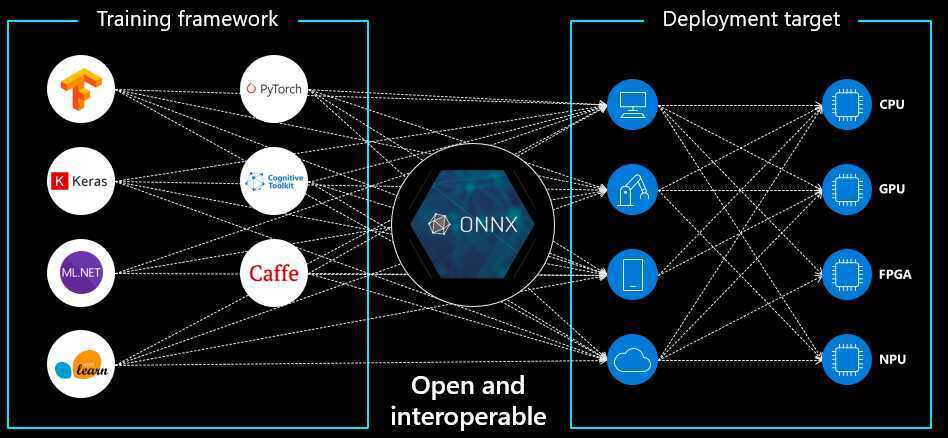 Training framework
Deployment target
PyTorch
CPU
K Keras
Cognitive
Toolkit
GPU
ONNX
ML.NET
Caffe
FPGA
learn
NPU
Open and
interoperable